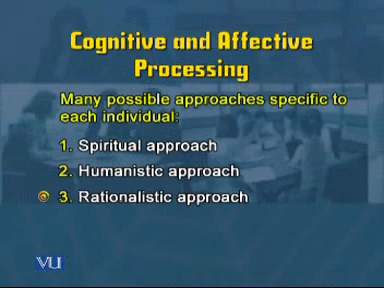 Cognitive and Affective
Processing
Many possible approaches specific to
each individual:
1. Spiritual approach
2. Humanistic approach
3. Rationalistic approach
VU